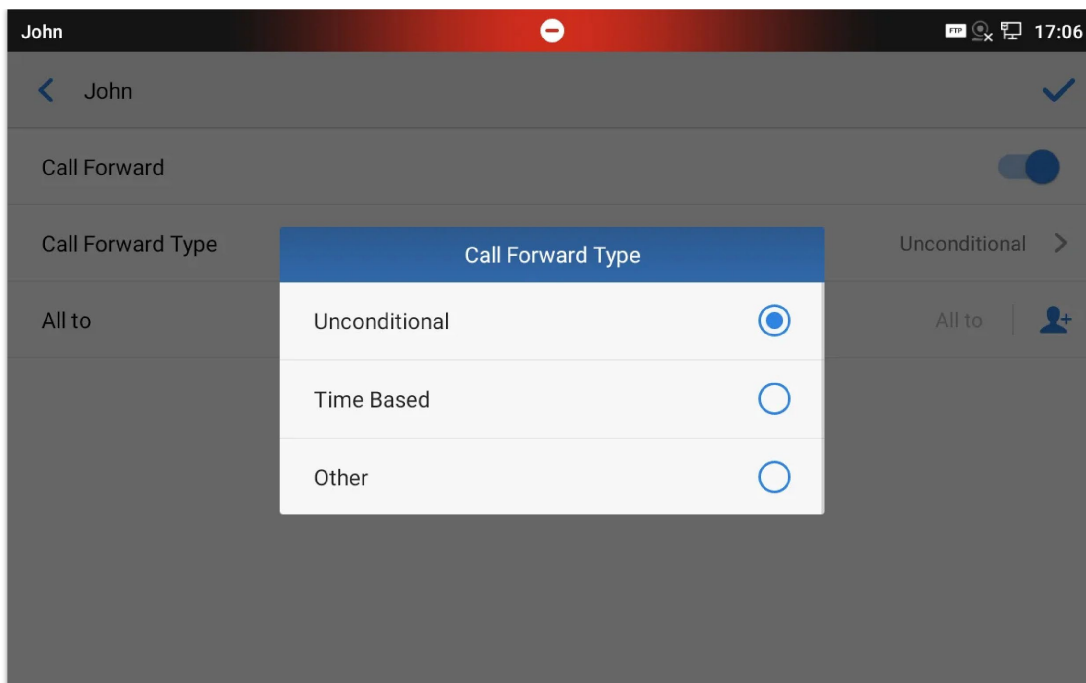 John
FTP
17:06
John
Call Forward
Call Forward Type
Unconditional
All to
All to
Call Forward Type
Unconditional
Time Based
Other